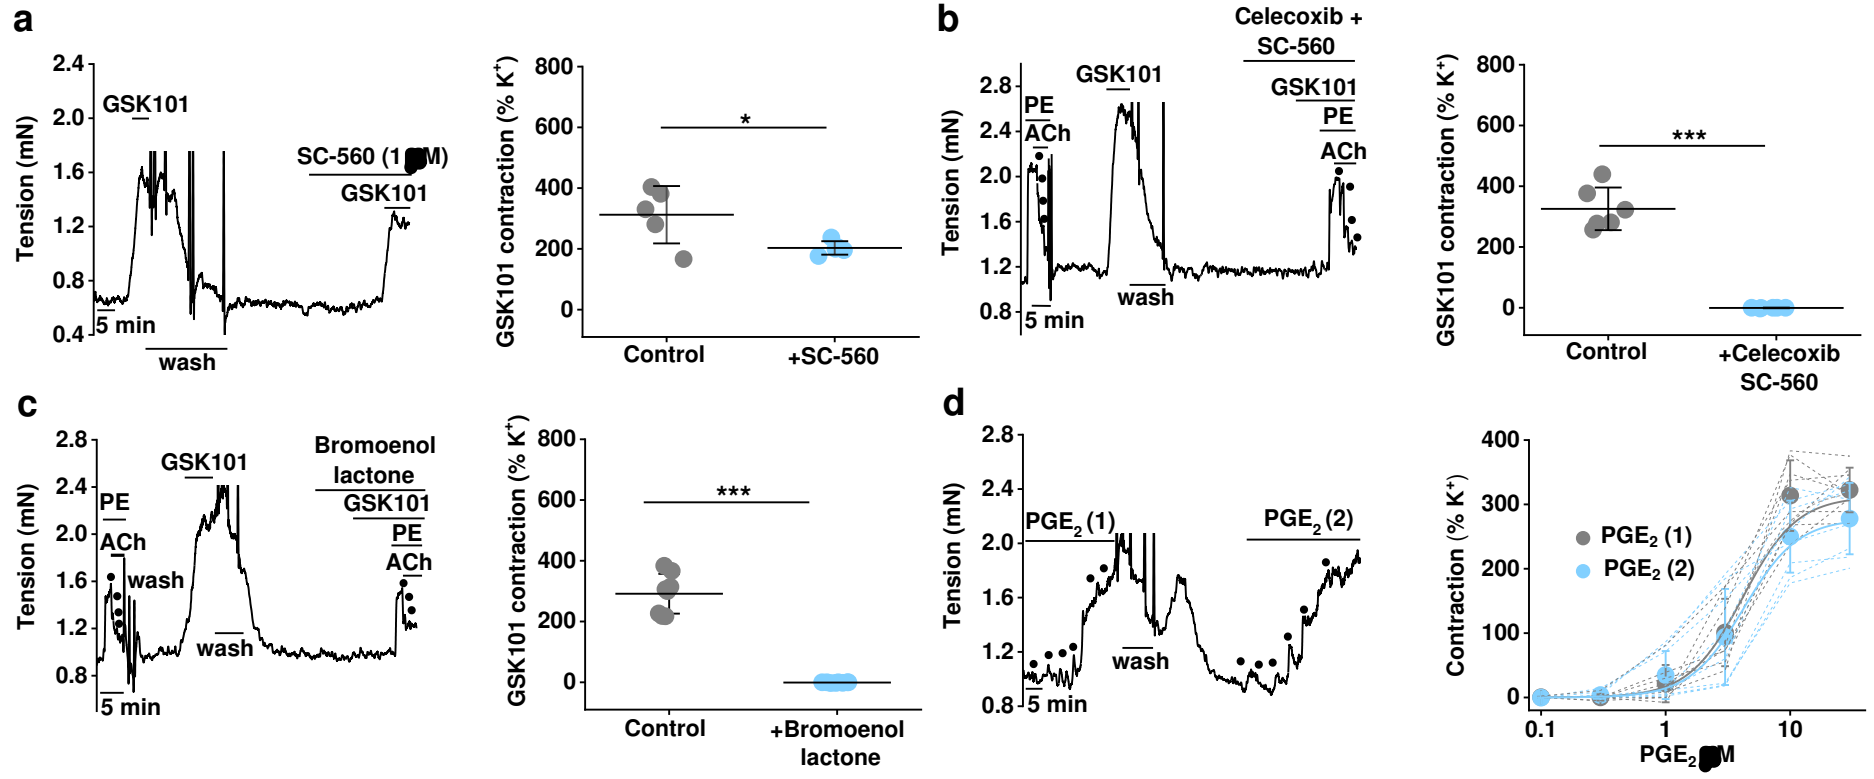 a
2.4
2.0
1.6
1.2
0.8
0.4
Tension (mN)
GSK101
SC-560 (1 M)
GSK101
5 min
wash
800
600
400
200
0
GSK101 contraction (% K⁺)
*
Control
+SC-560
b
Celecoxib +
SC-560
2.8
2.4
2.0
1.6
1.2
0.8
Tension (mN)
PE
ACh
GSK101
GSK101
PE
ACh
wash
5 min
800
600
400
200
0
GSK101 contraction (% K⁺)
***
Control
+Celecoxib
SC-560
c
2.8
2.4
2.0
1.6
1.2
0.8
Tension (mN)
PE
ACh
wash
GSK101
Bromoenol
lactone
GSK101
PE
ACh
wash
5 min
800
600
400
200
0
GSK101 contraction (% K⁺)
***
Control
+Bromoenol
lactone
d
2.8
2.4
2.0
1.6
1.2
0.8
Tension (mN)
PGE₂ (1)
PGE₂ (2)
wash
5 min
400
300
200
100
0
Contraction (% K⁺)
PGE₂ (1)
PGE₂ (2)
0.1
1
10
PGE₂ M